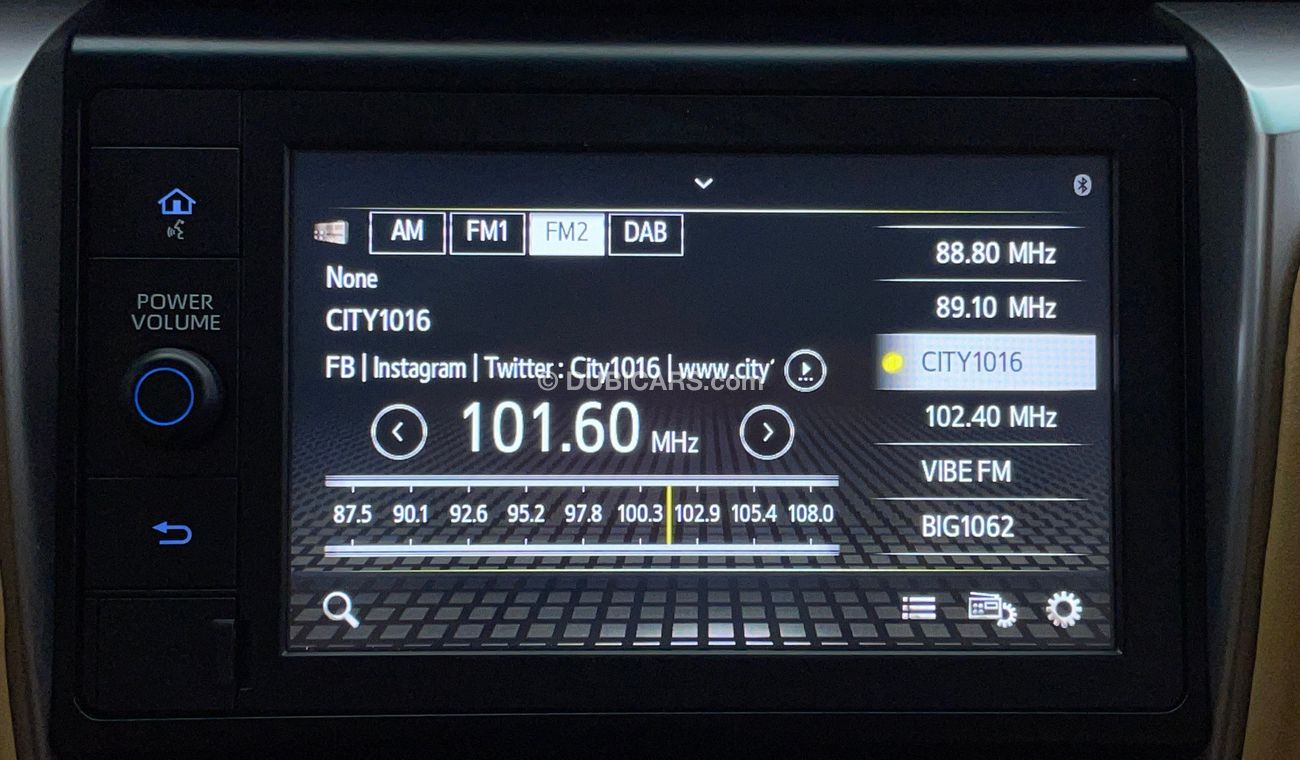 POWER
VOLUME
AM FM1 FM2 DAB
None
CITY1016
FB | Instagram | Twitter : City1016 | www.city'
© DUBICARS.com
101.60 MHz
87.5 90.1 92.6 95.2 97.8 100.3 102.9 105.4 108.0
88.80 MHz
89.10 MHz
CITY1016
102.40 MHz
VIBE FM
BIG1062